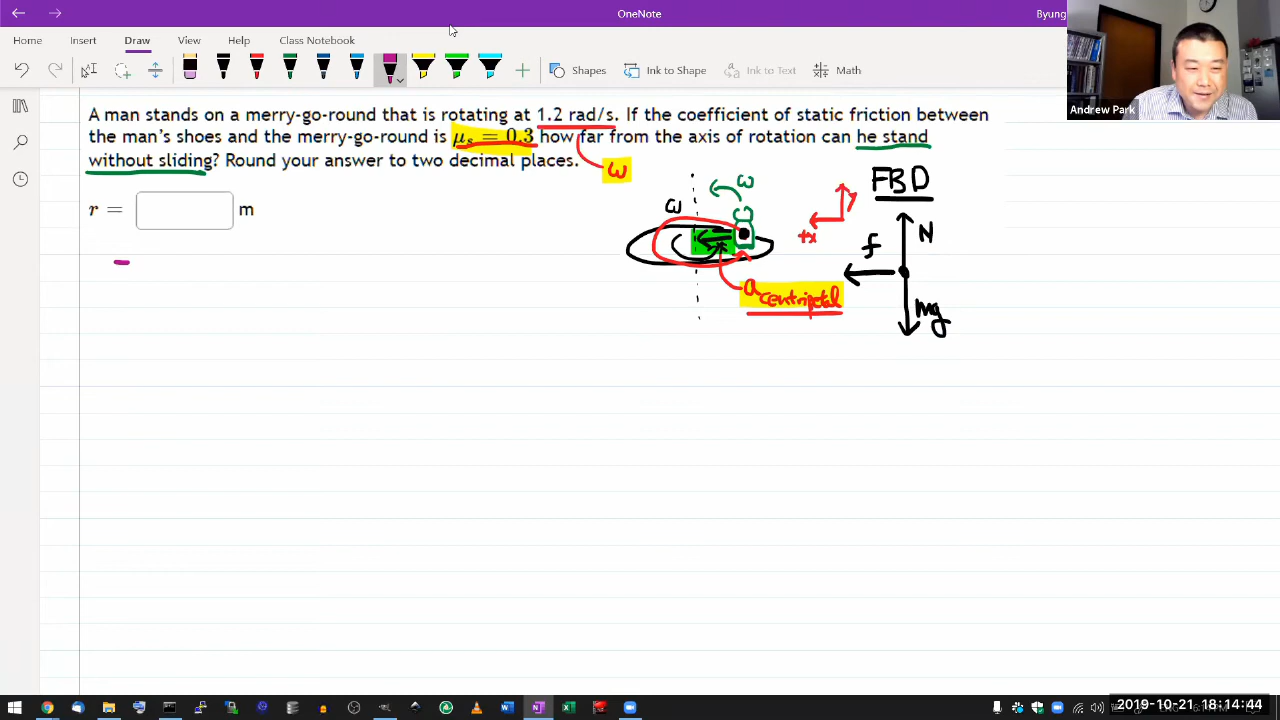 OneNote
Byung
Home Insert Draw View Help Class Notebook
Shapes Ink to Shape Ink to Text Math
Andrew Park
A man stands on a merry-go-round that is rotating at 1.2 rad/s. If the coefficient of static friction between
the man's shoes and the merry-go-round is μs = 0.3 how far from the axis of rotation can he stand
without sliding? Round your answer to two decimal places.
r = m
ω
ω
ω
+x
y
a centripetal
FBD
N
f
mg
2019-10-21 18:14:44